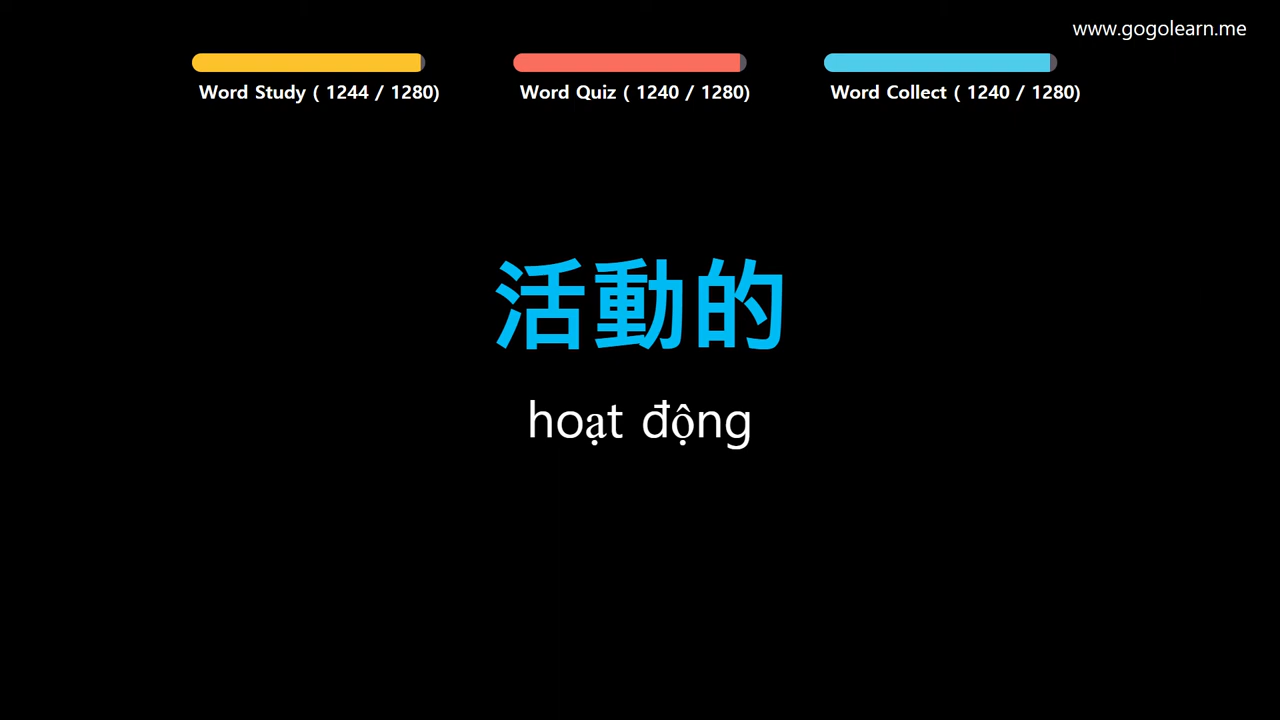 www.gogolearn.me
Word Study ( 1244 / 1280)
Word Quiz ( 1240 / 1280)
Word Collect ( 1240 / 1280)
活動的
hoạt động